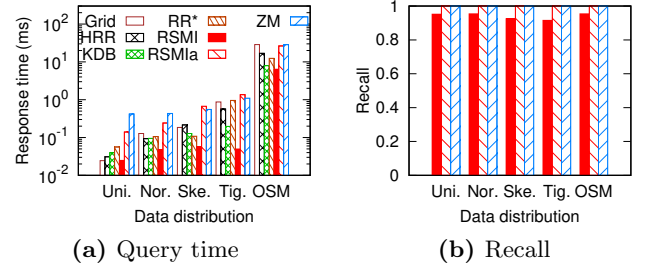 Response time (ms)
10³
10²
10¹
10⁰
10⁻¹
10⁻²
Grid RR* ZM
HRR RSMI
KDB RSMIa
Uni. Nor. Ske. Tig. OSM
Data distribution
(a) Query time
Recall
1
0.8
0.6
0.4
0.2
0
Uni. Nor. Ske. Tig. OSM
Data distribution
(b) Recall